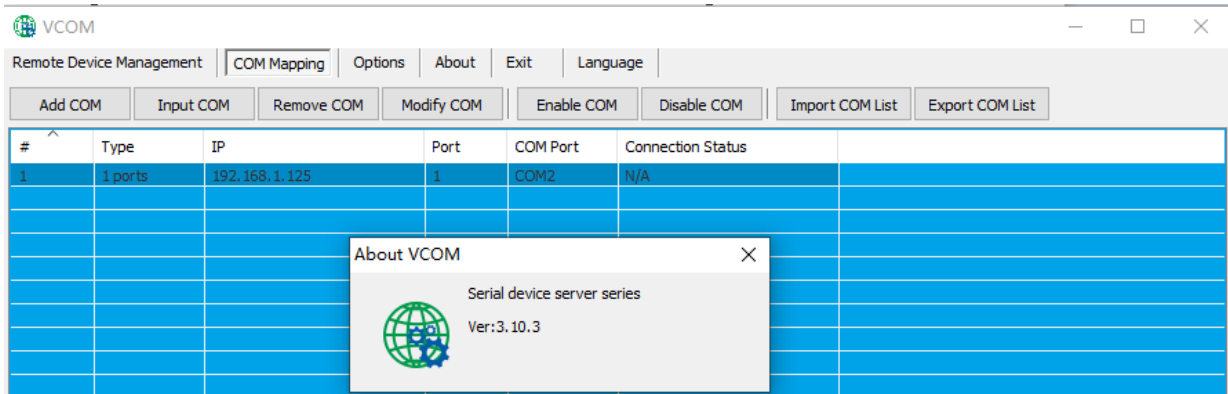 VCOM
Remote Device Management COM Mapping Options About Exit Language
Add COM Input COM Remove COM Modify COM Enable COM Disable COM Import COM List Export COM List
# Type IP Port COM Port Connection Status
1 1 ports 192.168.1.125 1 COM2 N/A
About VCOM
Serial device server series
Ver:3.10.3